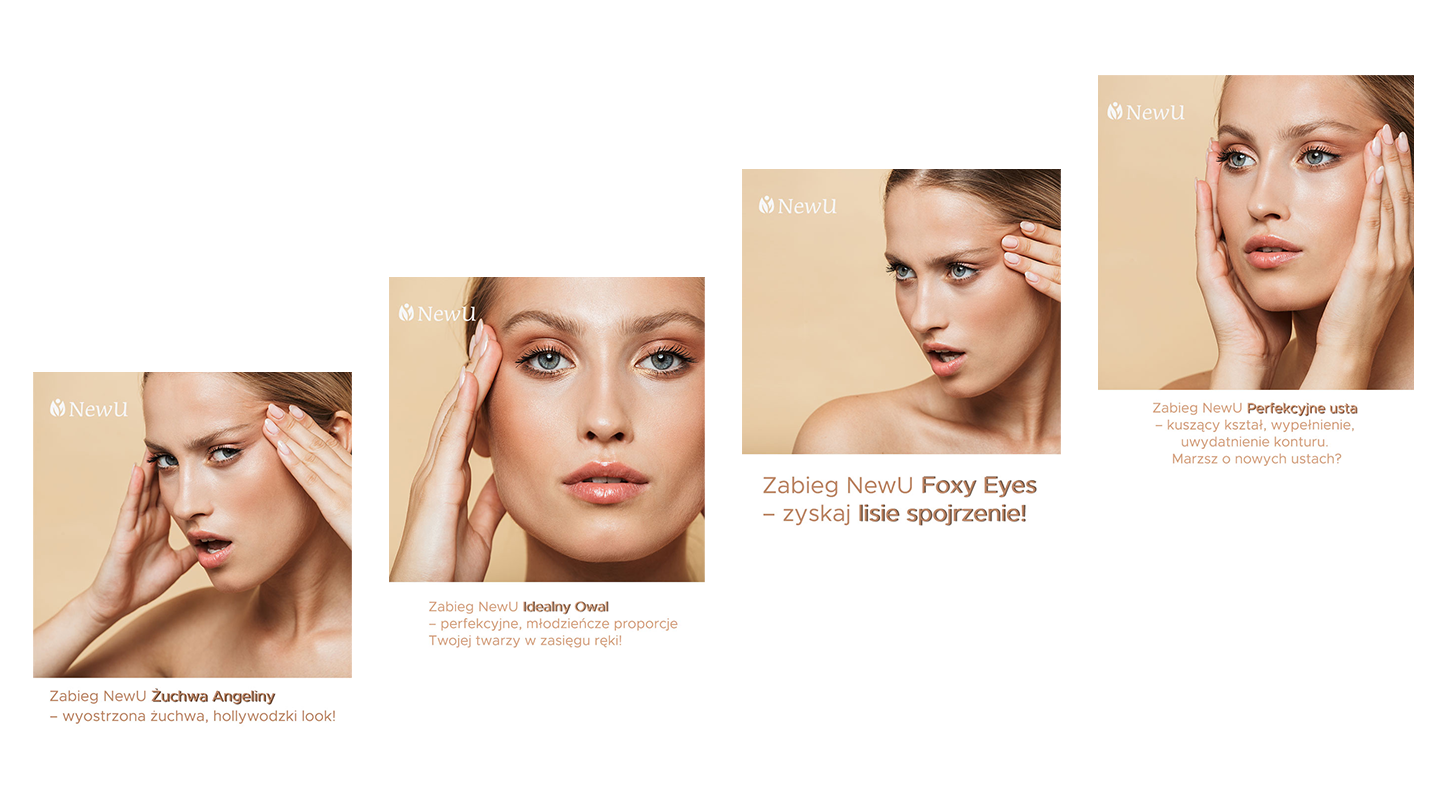 NewU
Zabieg NewU Żuchwa Angeliny
– wyostrzona żuchwa, hollywodzki look!
NewU
Zabieg NewU Idealny Owal
– perfekcyjne, młodzieńcze proporcje
Twojej twarzy w zasięgu ręki!
NewU
Zabieg NewU Foxy Eyes
– zyskaj lisie spojrzenie!
NewU
Zabieg NewU Perfekcyjne usta
– kuszący kształ, wypełnienie,
uwydatnienie konturu.
Marzsz o nowych ustach?